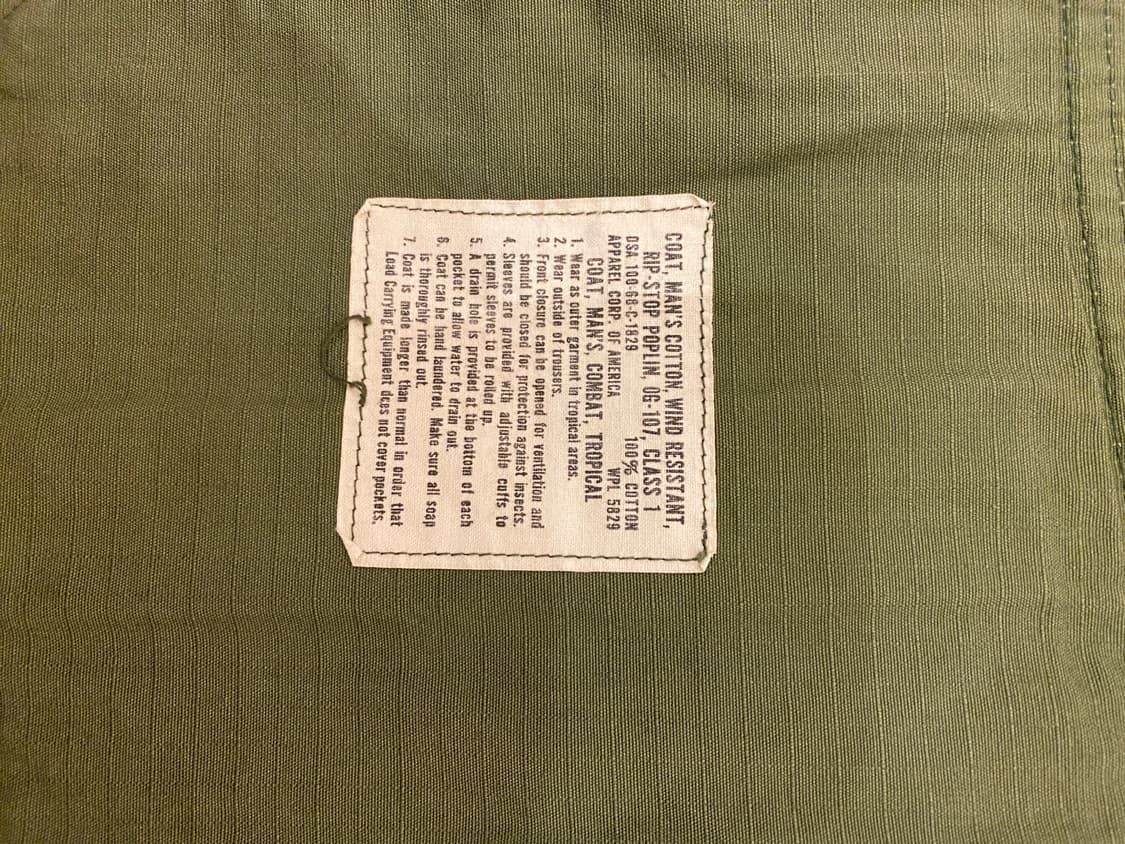 COAT, MAN'S COTTON, WIND RESISTANT,
RIP-STOP POPLIN, OG-107, CLASS 1
DSA 100-68-C-1829 100% COTTON
APPAREL CORP. OF AMERICA WPL 5829
COAT, MAN'S, COMBAT, TROPICAL
1. Wear as outer garment in tropical areas.
2. Wear outside of trousers.
3. Front closure can be opened for ventilation and
should be closed for protection against insects.
4. Sleeves are provided with adjustable cuffs to
permit sleeves to be rolled up.
5. A drain hole is provided at the bottom of each
pocket to allow water to drain out.
6. Coat can be hand laundered. Make sure all soap
is thoroughly rinsed out.
7. Coat is made longer than normal in order that
Load Carrying Equipment does not cover pockets.